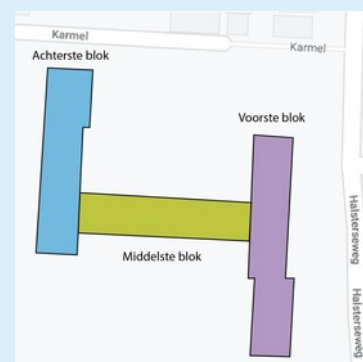 Karmel
Karmel
Achterste blok
Voorste blok
Middelste blok
Halsterseweg
Halsterseweg